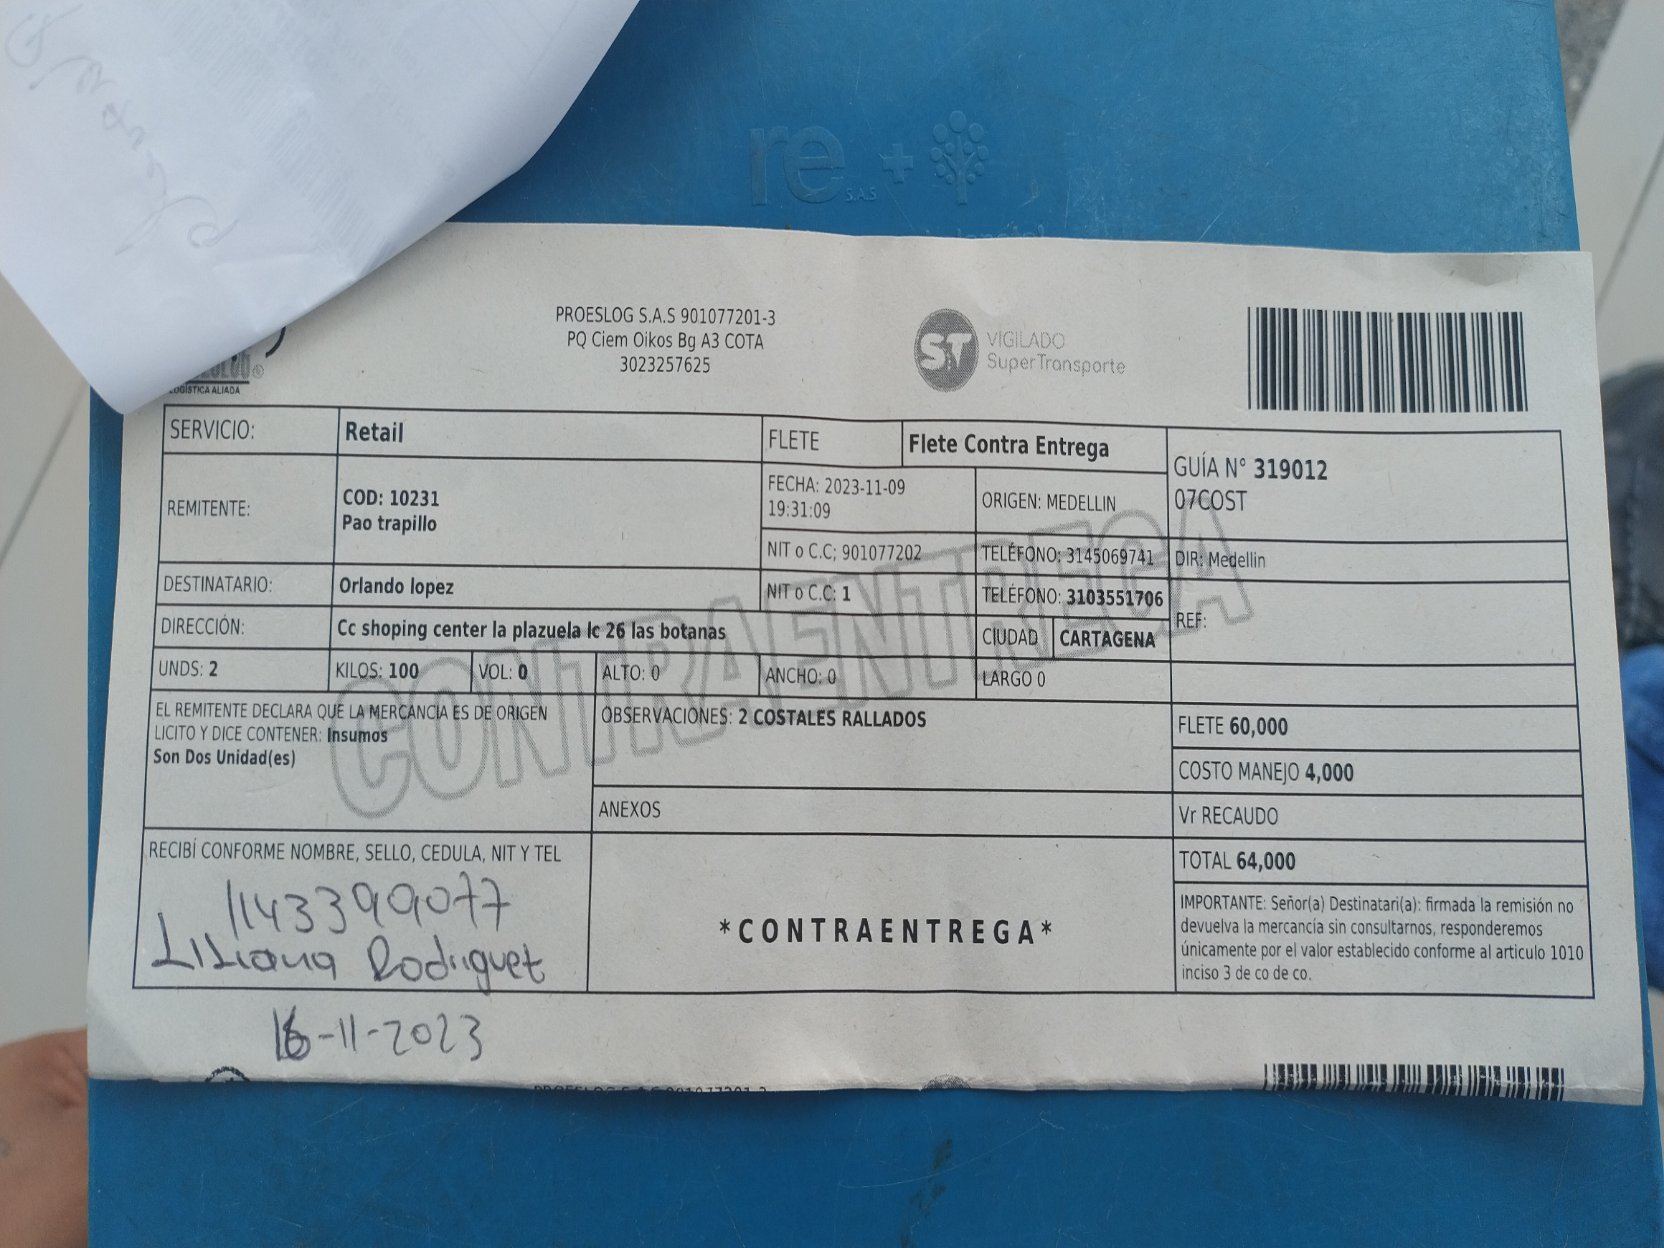 re + S.A.S
PROESLOG S.A.S 901077201-3
PQ Ciem Oikos Bg A3 COTA
3023257625
LOGÍSTICA ALIADA
ST
VIGILADO
SuperTransporte
SERVICIO: Retail
FLETE Flete Contra Entrega
GUÍA N° 319012
07COST
REMITENTE: COD: 10231
Pao trapillo
FECHA: 2023-11-09
19:31:09
ORIGEN: MEDELLIN
NIT o C.C; 901077202
TELÉFONO: 3145069741
DIR: Medellin
DESTINATARIO: Orlando lopez
NIT o C.C: 1
TELÉFONO: 3103551706
REF:
DIRECCIÓN: Cc shoping center la plazuela lc 26 las botanas
CIUDAD CARTAGENA
UNDS: 2 KILOS: 100 VOL: 0 ALTO: 0 ANCHO: 0 LARGO 0
CONTRAENTREGA
EL REMITENTE DECLARA QUE LA MERCANCIA ES DE ORIGEN
LICITO Y DICE CONTENER: Insumos
Son Dos Unidad(es)
OBSERVACIONES: 2 COSTALES RALLADOS
ANEXOS
FLETE 60,000
COSTO MANEJO 4,000
Vr RECAUDO
TOTAL 64,000
RECIBÍ CONFORME NOMBRE, SELLO, CEDULA, NIT Y TEL
1143399077
Liliana Rodriguet
16-11-2023
*CONTRAENTREGA*
IMPORTANTE: Señor(a) Destinatari(a): firmada la remisión no
devuelva la mercancía sin consultarnos, responderemos
únicamente por el valor establecido conforme al articulo 1010
inciso 3 de co de co.